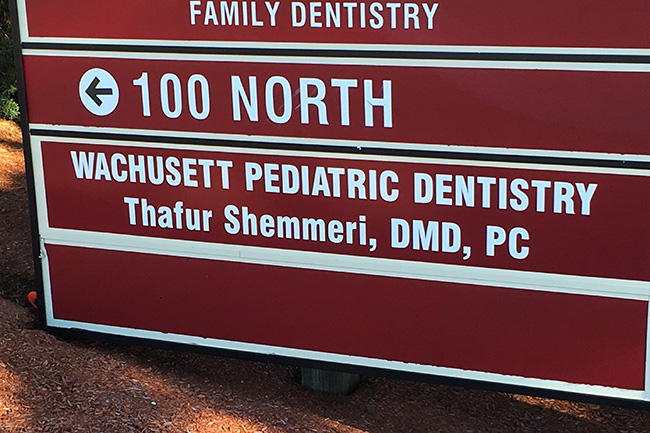 FAMILY DENTISTRY
100 NORTH
WACHUSETT PEDIATRIC DENTISTRY
Thafur Shemmeri, DMD, PC